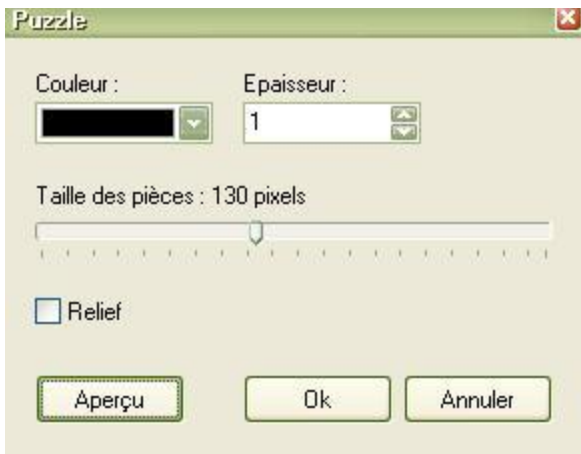 Puzzle
Couleur : Epaisseur :
1
Taille des pièces : 130 pixels
Relief
Aperçu Ok Annuler